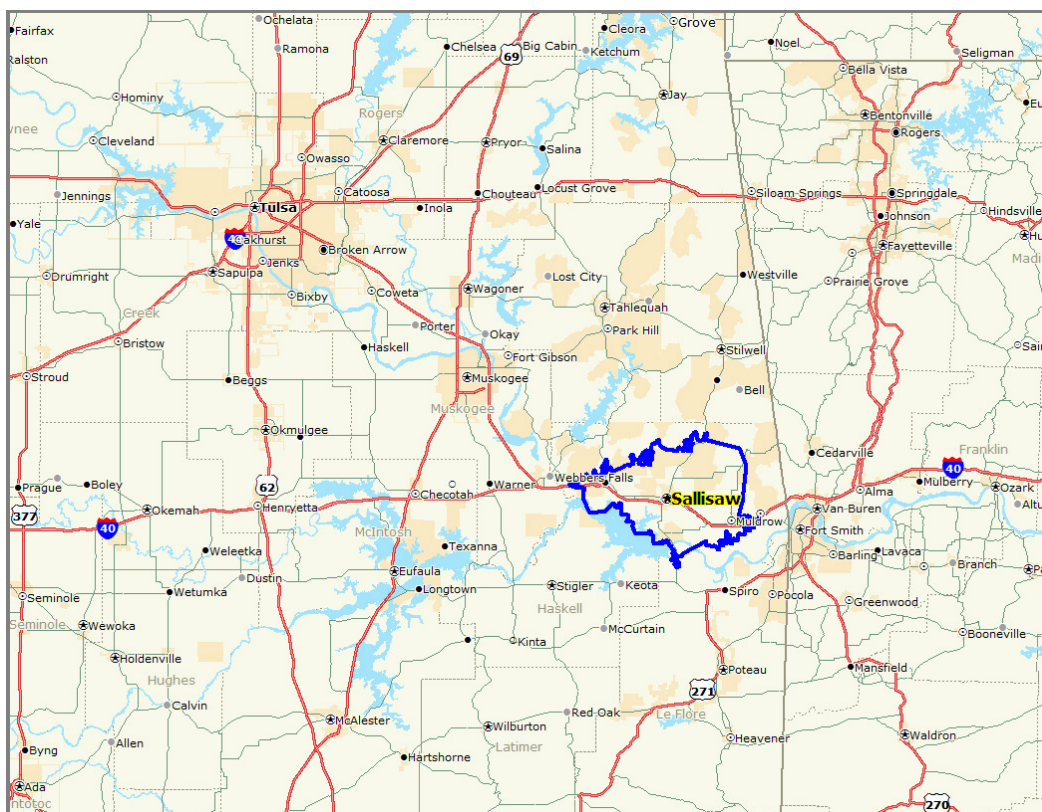 Ochelata
Fairfax
Grove
Cleora
Noel
Ramona
Chelsea
Big Cabin
Ketchum
Seligman
Ralston
69
Bella Vista
Hominy
Jay
Rogers
Bentonville
Rogers
Cleveland
Claremore
Pryor
Salina
Owasso
Jennings
Catoosa
Chouteau
Locust Grove
Siloam Springs
Springdale
Tulsa
Inola
Johnson
Hindsville
Yale
Oakhurst
Broken Arrow
Fayetteville
Jenks
Sapulpa
Drumright
Lost City
Westville
Prairie Grove
Bixby
Coweta
Wagoner
Tahlequah
Creek
Porter
Okay
Park Hill
Bristow
Haskell
Fort Gibson
Stilwell
Stroud
Beggs
Muskogee
Bell
Muskogee
Okmulgee
Cedarville
Franklin
40
Webbers Falls
Prague
Boley
62
Checotah
Warner
Sallisaw
Alma
Mulberry
Ozark
377
Okemah
Henryetta
Van-Buren
40
McIntosh
Muldrow
Fort Smith
Weleetka
Texanna
Barling
Lavaca
Branch
Eufaula
Dustin
Longtown
Stigler
Keota
Spiro
Pocola
Seminole
Wetumka
Greenwood
Haskell
Seminole
Wewoka
McCurtain
Booneville
Kinta
Holdenville
Mansfield
Hughes
Poteau
271
Calvin
McAlester
Red Oak
Le Flore
Wilburton
Allen
Latimer
Heavener
Waldron
Byng
Hartshorne
Ada
270